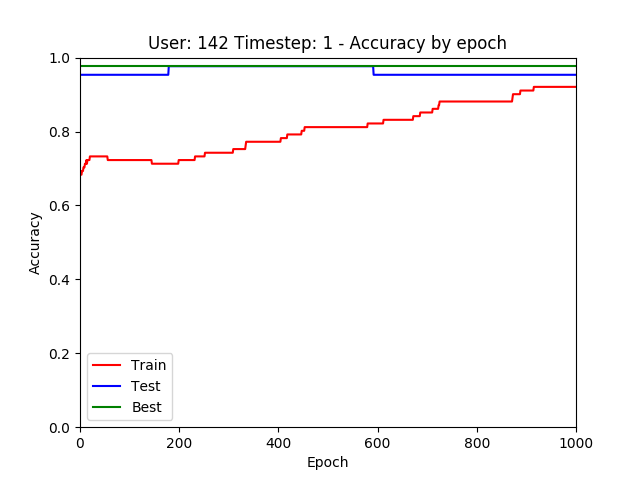 User: 142 Timestep: 1 - Accuracy by epoch
1.0
0.8
0.6
0.4
0.2
0.0
Accuracy
Train
Test
Best
0 200 400 600 800 1000
Epoch